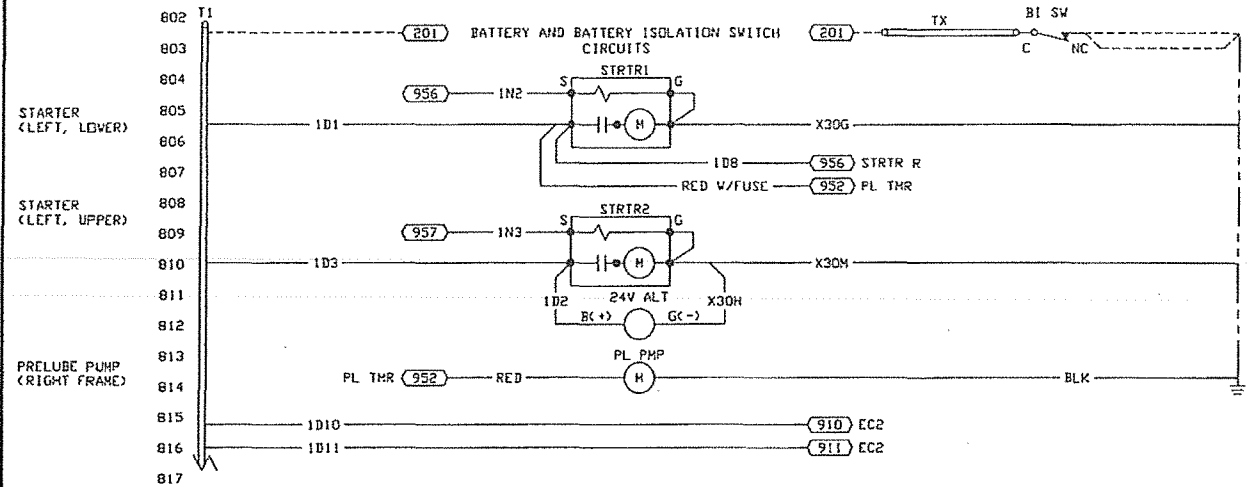 802 T1
201 BATTERY AND BATTERY ISOLATION SWITCH CIRCUITS 201 TX BI SW
803 C NC
804 STRTR1
S G
956 1N2
805
STARTER
(LEFT, LOWER)
1D1 M X30G
806
1D8 956 STRTR R
807
RED W/FUSE 952 PL TMR
808
STARTER
(LEFT, UPPER)
STRTR2
S G
809 957 1N3
810 1D3 M X30M
811 1D2 24V ALT X30H
812 B(+) G(-)
813
PL PMP
PRELUBE PUMP
(RIGHT FRAME)
PL TMR 952 RED M BLK
814
815 1D10 910 EC2
816 1D11 911 EC2
817